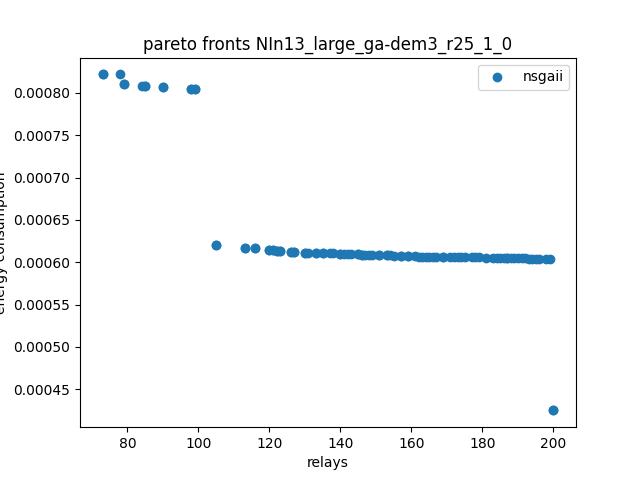 pareto fronts NIn13_large_ga-dem3_r25_1_0
nsgaii
0.00080
0.00075
0.00070
0.00065
0.00060
0.00055
0.00050
0.00045
energy consumption
80 100 120 140 160 180 200
relays